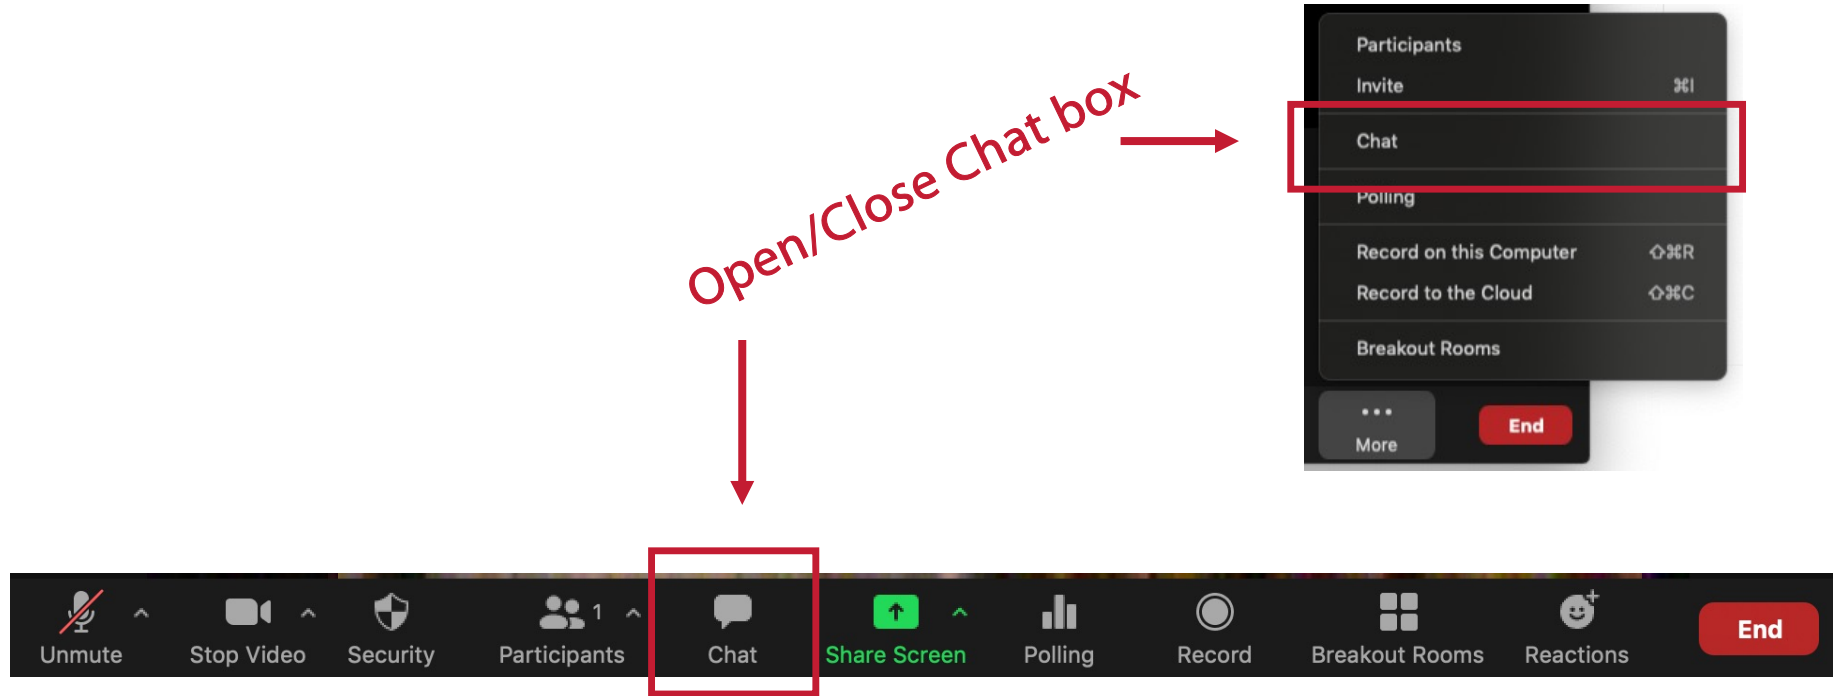 Participants
Invite ⌘I
Open/Close Chat box
Chat
Polling
Record on this Computer ⇧⌘R
Record to the Cloud ⇧⌘C
Breakout Rooms
More
End
1
Unmute Stop Video Security Participants Chat Share Screen Polling Record Breakout Rooms Reactions End